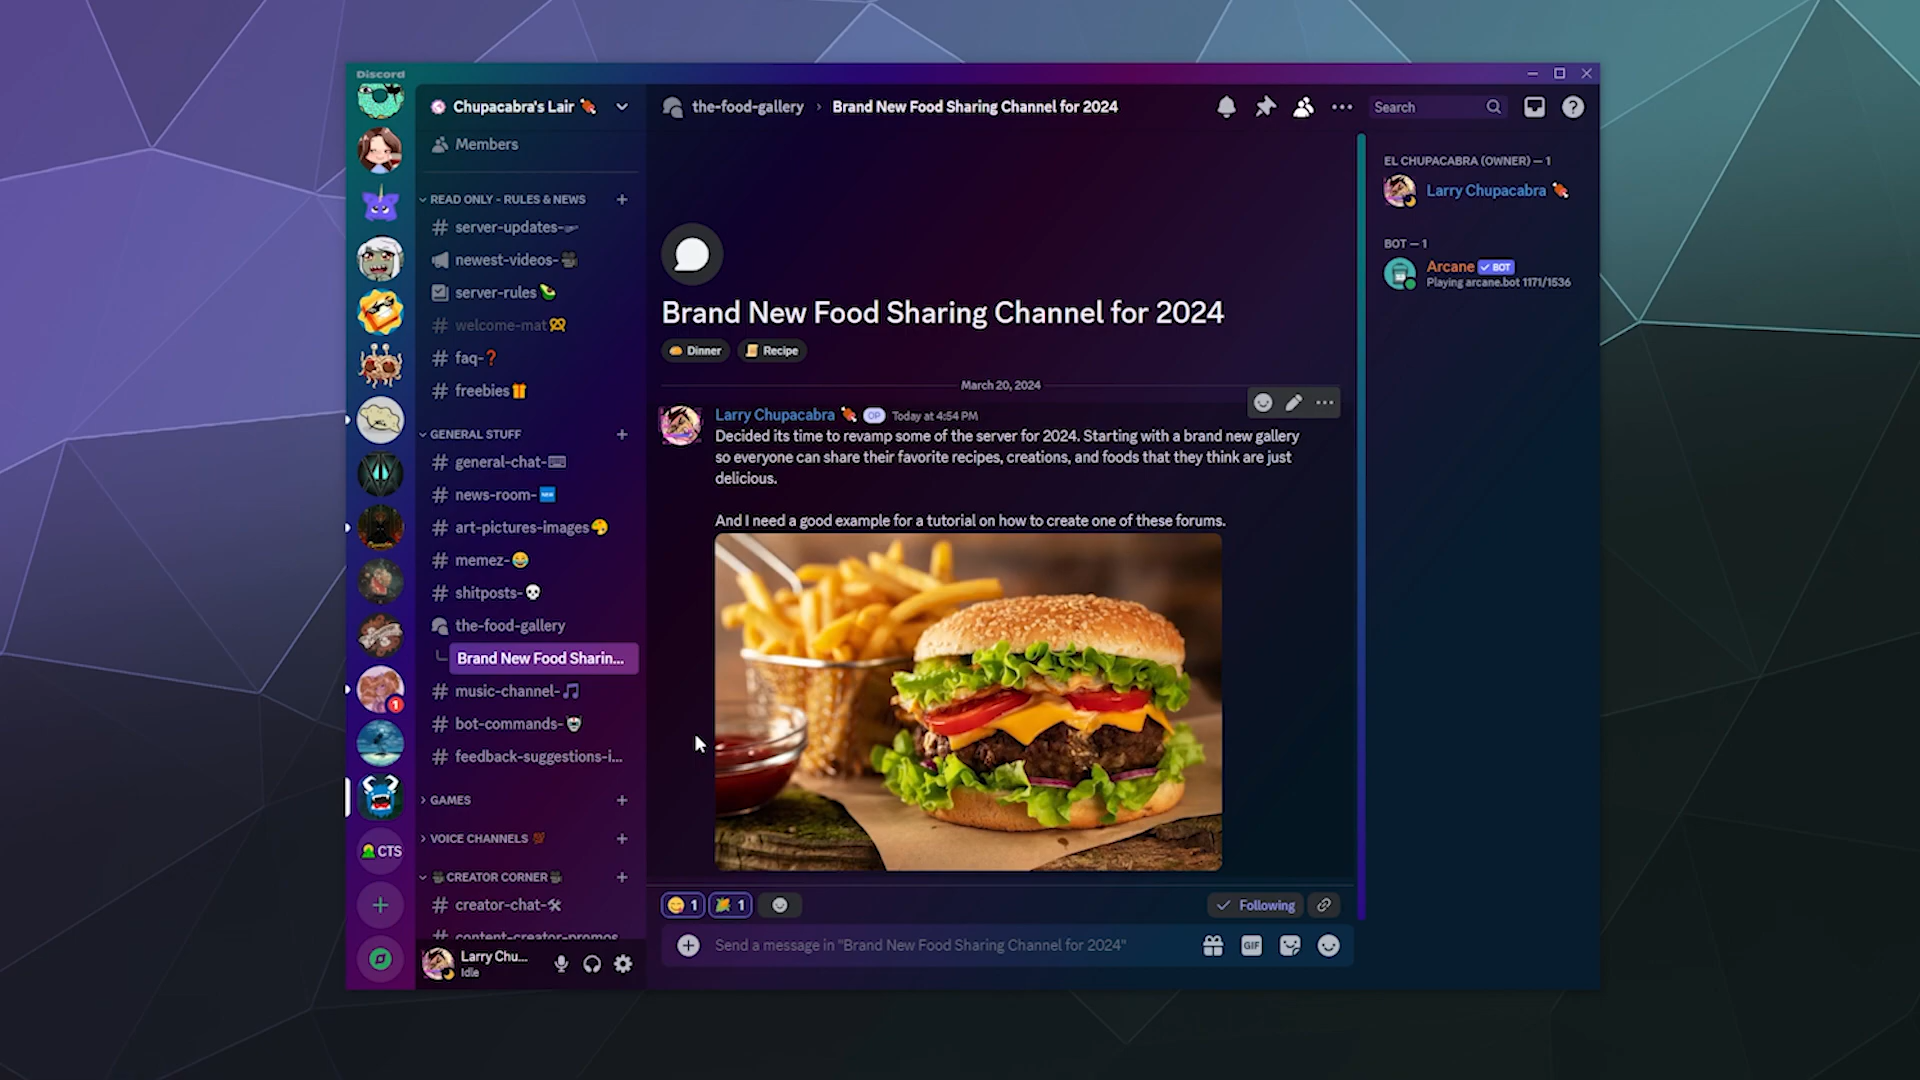 Discord
Chupacabra's Lair
Members
READ ONLY - RULES & NEWS
server-updates-
newest-videos-
server-rules
welcome-mat
faq-❓
freebies
GENERAL STUFF
general-chat-
news-room-
art-pictures-images
memez-
shitposts-
the-food-gallery
Brand New Food Sharin...
music-channel-
bot-commands-
feedback-suggestions-i...
GAMES
VOICE CHANNELS
CREATOR CORNER
creator-chat-
content-creator-promos
CTS
1
Larry Chu...
Idle
the-food-gallery › Brand New Food Sharing Channel for 2024
Search
Brand New Food Sharing Channel for 2024
Dinner
Recipe
March 20, 2024
Larry Chupacabra OP Today at 4:54 PM
Decided its time to revamp some of the server for 2024. Starting with a brand new gallery
so everyone can share their favorite recipes, creations, and foods that they think are just
delicious.
And I need a good example for a tutorial on how to create one of these forums.
1
1
Following
Send a message in "Brand New Food Sharing Channel for 2024"
GIF
EL CHUPACABRA (OWNER) — 1
Larry Chupacabra
BOT — 1
Arcane ✓ BOT
Playing arcane.bot 1171/1536